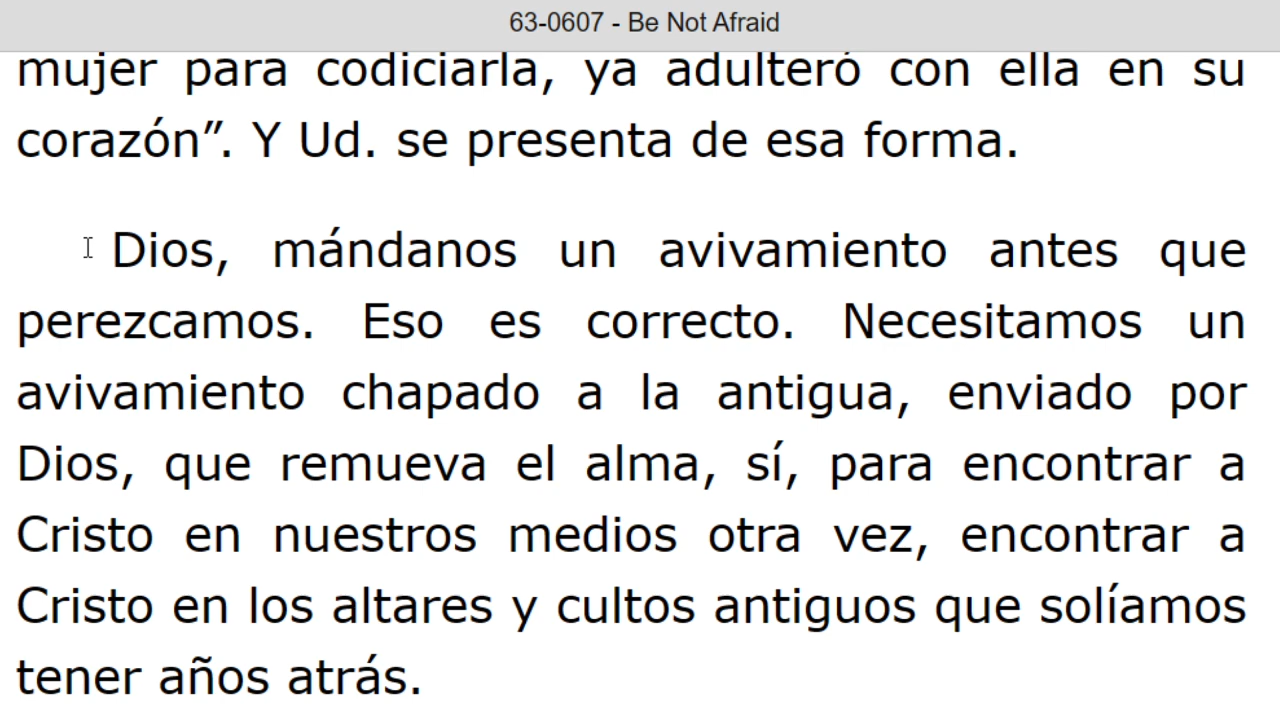 63-0607 - Be Not Afraid
mujer para codiciarla, ya adulteró con ella en su
corazón”. Y Ud. se presenta de esa forma.
Dios, mándanos un avivamiento antes que
perezcamos. Eso es correcto. Necesitamos un
avivamiento chapado a la antigua, enviado por
Dios, que remueva el alma, sí, para encontrar a
Cristo en nuestros medios otra vez, encontrar a
Cristo en los altares y cultos antiguos que solíamos
tener años atrás.